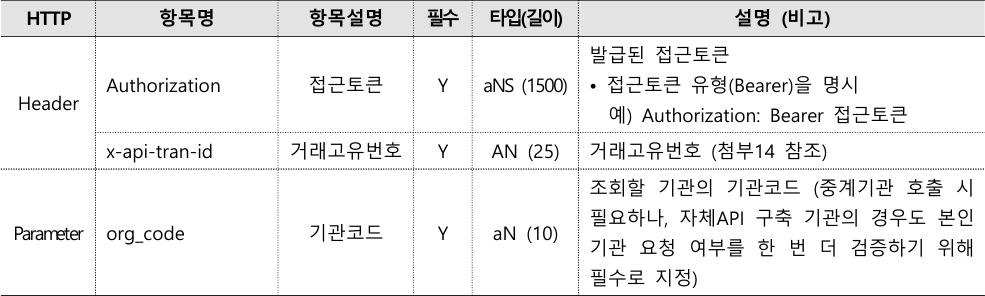 HTTP 항목명 항목설명 필수 타입(길이) 설명 (비고)
Header
Authorization 접근토큰 Y aNS (1500)
발급된 접근토큰
• 접근토큰 유형(Bearer)을 명시
예) Authorization: Bearer 접근토큰
x-api-tran-id 거래고유번호 Y AN (25) 거래고유번호 (첨부14 참조)
Parameter org_code 기관코드 Y aN (10)
조회할 기관의 기관코드 (중계기관 호출 시
필요하나, 자체API 구축 기관의 경우도 본인
기관 요청 여부를 한 번 더 검증하기 위해
필수로 지정)